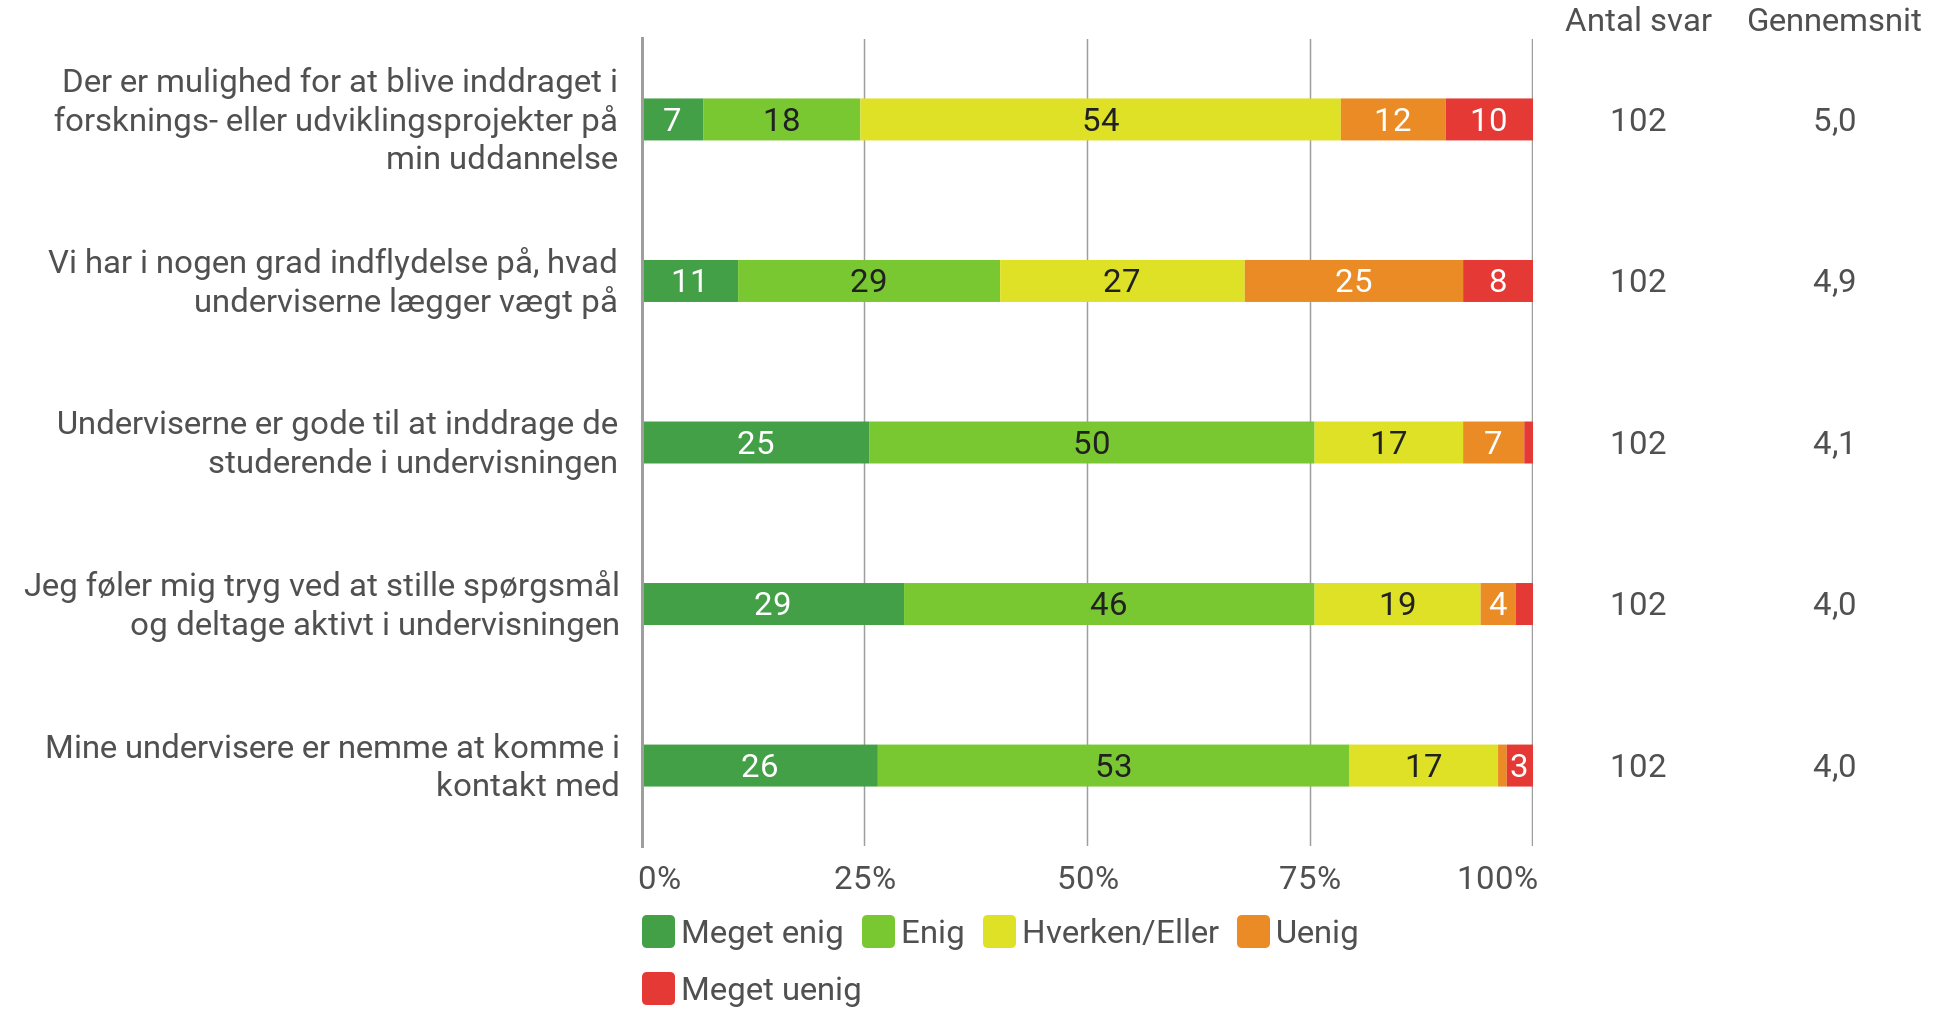 Antal svar Gennemsnit
Der er mulighed for at blive inddraget i
forsknings- eller udviklingsprojekter på
min uddannelse
7 18 54 12 10 102 5,0
Vi har i nogen grad indflydelse på, hvad
underviserne lægger vægt på
11 29 27 25 8 102 4,9
Underviserne er gode til at inddrage de
studerende i undervisningen
25 50 17 7 102 4,1
Jeg føler mig tryg ved at stille spørgsmål
og deltage aktivt i undervisningen
29 46 19 4 102 4,0
Mine undervisere er nemme at komme i
kontakt med
26 53 17 3 102 4,0
0% 25% 50% 75% 100%
Meget enig Enig Hverken/Eller Uenig
Meget uenig